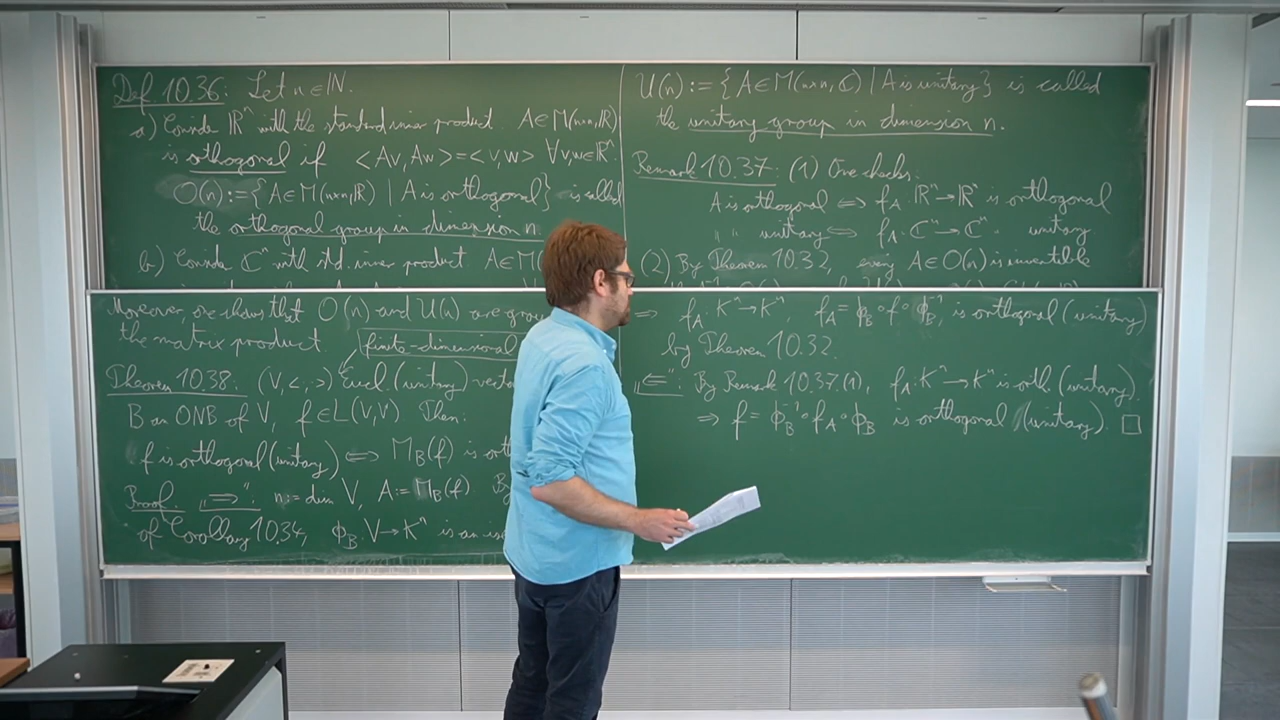 Def 10.36: Let n∈ℕ.
a) Consider ℝⁿ with the standard inner product. A∈M(n×n,ℝ)
is orthogonal if <Av,Aw>=<v,w> ∀v,w∈ℝⁿ.
O(n):={A∈M(n×n,ℝ) | A is orthogonal} is called
the orthogonal group in dimension n
b) Consider ℂⁿ with std. inner product A∈M(
U(n):={A∈M(n×n,ℂ) | A is unitary} is called
the unitary group in dimension n.
Remark 10.37: (1) One checks:
A is orthogonal ⇔ f_A: ℝⁿ→ℝⁿ is orthogonal
" " unitary ⇔ f_A: ℂⁿ→ℂⁿ " unitary
(2) By Theorem 10.32, every A∈O(n) is invertible
Moreover, one shows that O(n) and U(n) are grou
the matrix product. finite-dimensional
Theorem 10.38: (V,<,>) Eucl. (unitary) vecto
B an ONB of V, f∈L(V,V) Then:
f is orthogonal (unitary) ⇔ M_B(f) is orth
Proof: "⇒": n:=dim V, A:=M_B(f) By
of Corollary 10.34, Φ_B: V→Kⁿ is an iso
⇒ f_A: Kⁿ→Kⁿ, f_A = Φ_B∘f∘Φ_B⁻¹, is orthogonal (unitary)
by Theorem 10.32.
"⇐": By Remark 10.37.(1), f_A: Kⁿ→Kⁿ is orth. (unitary).
⇒ f = Φ_B⁻¹∘f_A∘Φ_B is orthogonal (unitary). □